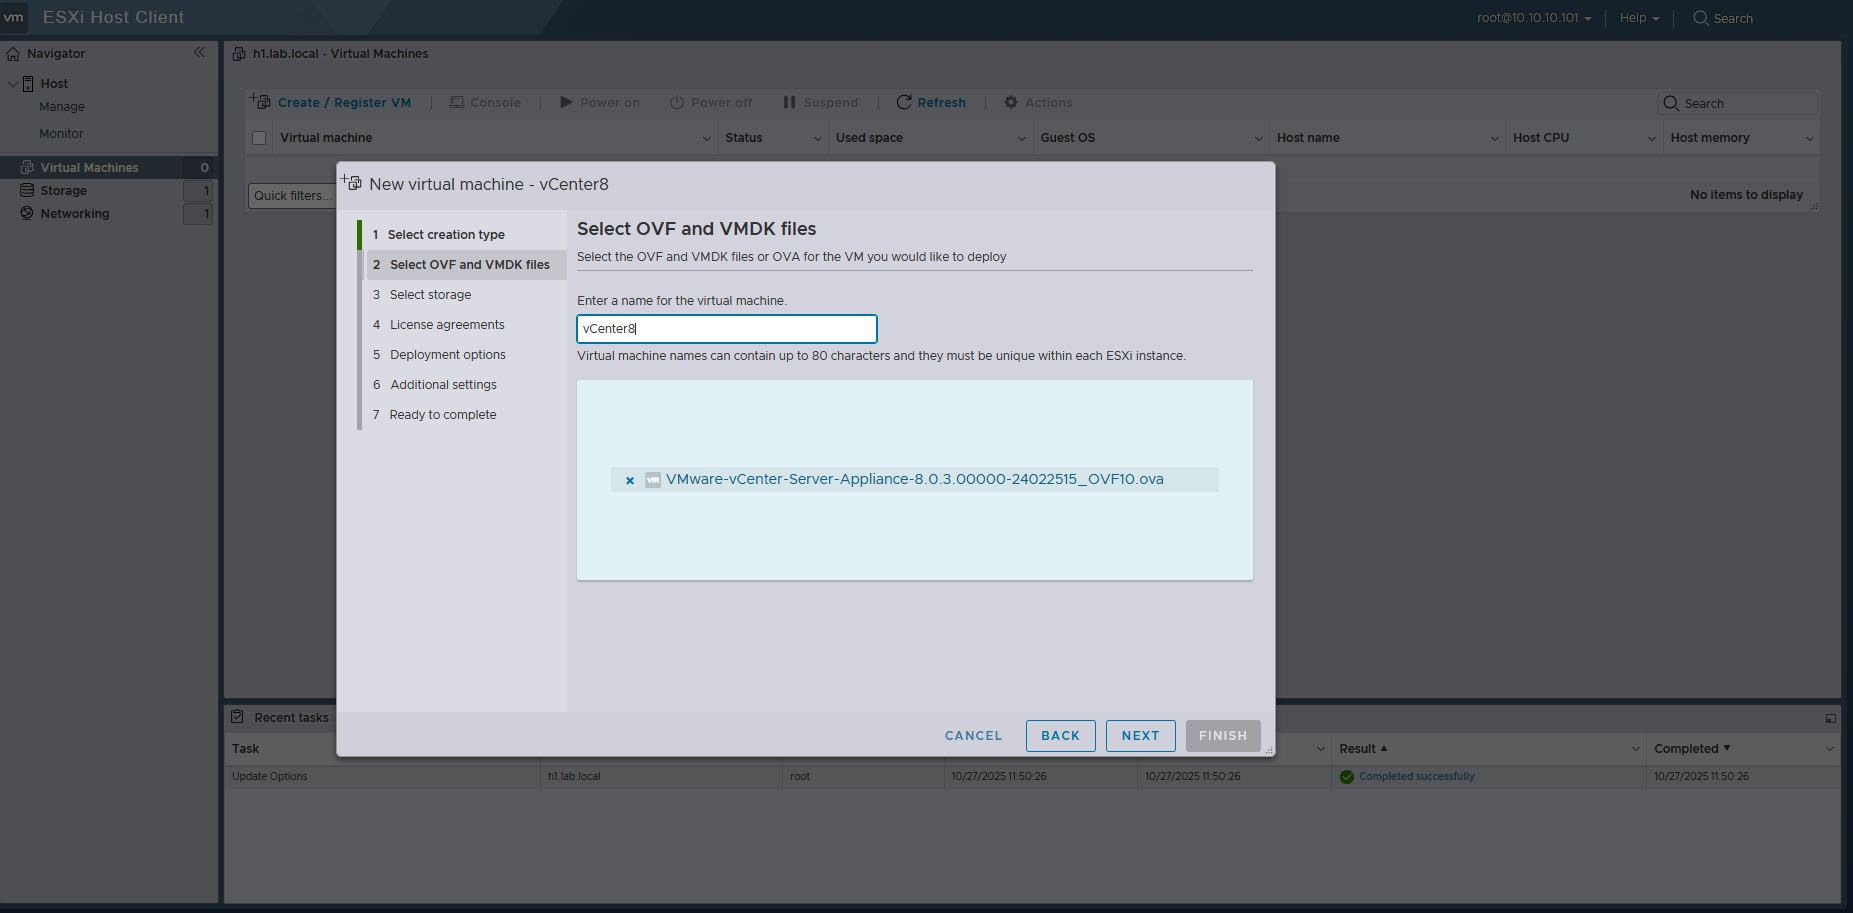 vm ESXi Host Client
root@10.10.10.101 Help Search
Navigator
Host
Manage
Monitor
Virtual Machines 0
Storage 1
Networking 1
h1.lab.local - Virtual Machines
Create / Register VM Console Power on Power off Suspend Refresh Actions Search
Virtual machine Status Used space Guest OS Host name Host CPU Host memory
Quick filters...
No items to display
New virtual machine - vCenter8
1 Select creation type
2 Select OVF and VMDK files
3 Select storage
4 License agreements
5 Deployment options
6 Additional settings
7 Ready to complete
Select OVF and VMDK files
Select the OVF and VMDK files or OVA for the VM you would like to deploy
Enter a name for the virtual machine.
vCenter8
Virtual machine names can contain up to 80 characters and they must be unique within each ESXi instance.
vm VMware-vCenter-Server-Appliance-8.0.3.00000-24022515_OVF10.ova
CANCEL BACK NEXT FINISH
Recent tasks
Task Result Completed
Update Options h1.lab.local root 10/27/2025 11:50:26 10/27/2025 11:50:26 Completed successfully 10/27/2025 11:50:26